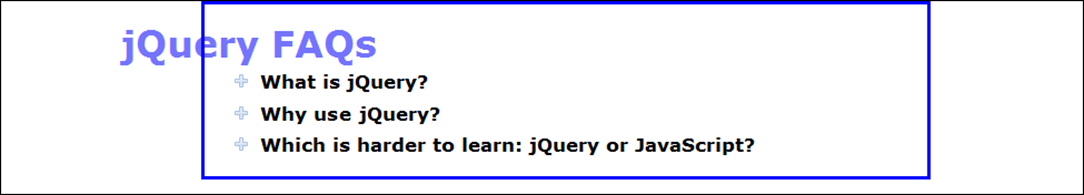 jQuery FAQs
What is jQuery?
Why use jQuery?
Which is harder to learn: jQuery or JavaScript?